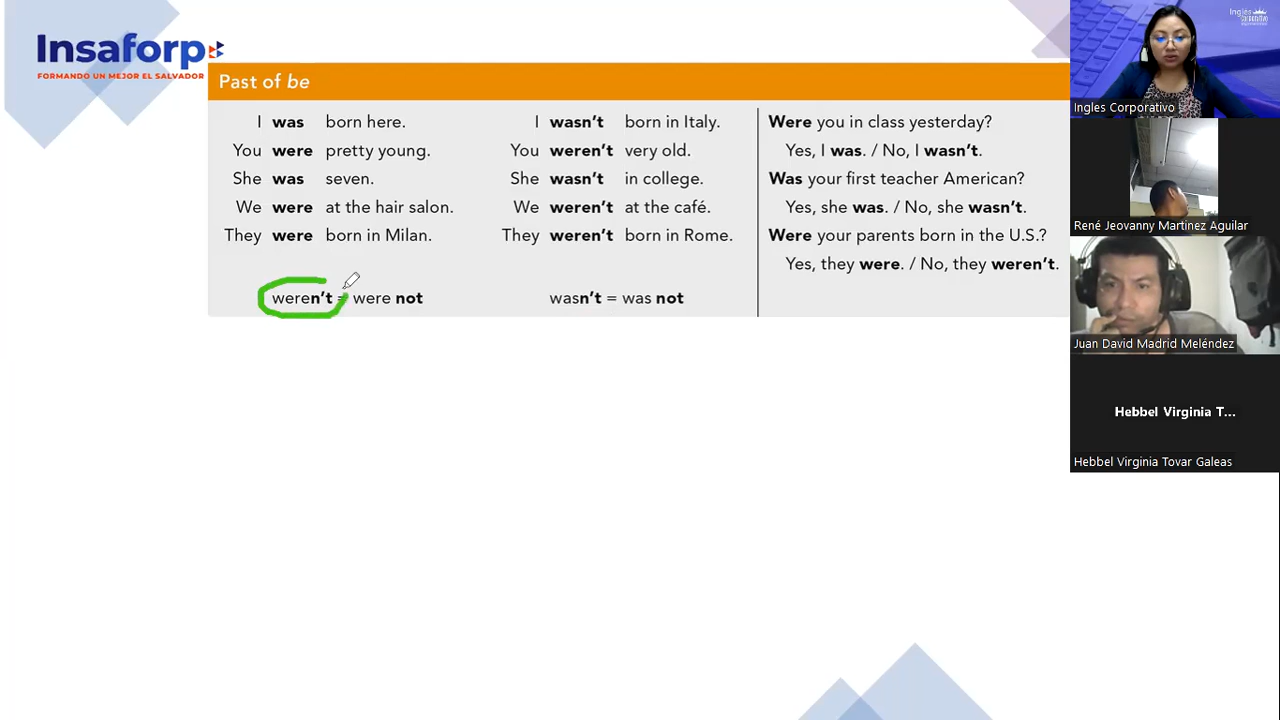 Insaforp
FORMANDO UN MEJOR EL SALVADOR
Past of be
I was born here.
You were pretty young.
She was seven.
We were at the hair salon.
They were born in Milan.
weren't = were not
I wasn't born in Italy.
You weren't very old.
She wasn't in college.
We weren't at the café.
They weren't born in Rome.
wasn't = was not
Were you in class yesterday?
Yes, I was. / No, I wasn't.
Was your first teacher American?
Yes, she was. / No, she wasn't.
Were your parents born in the U.S.?
Yes, they were. / No, they weren't.
Ingles
Ingles Corporativo
René Jeovanny Martinez Aguilar
Juan David Madrid Meléndez
Hebbel Virginia T...
Hebbel Virginia Tovar Galeas